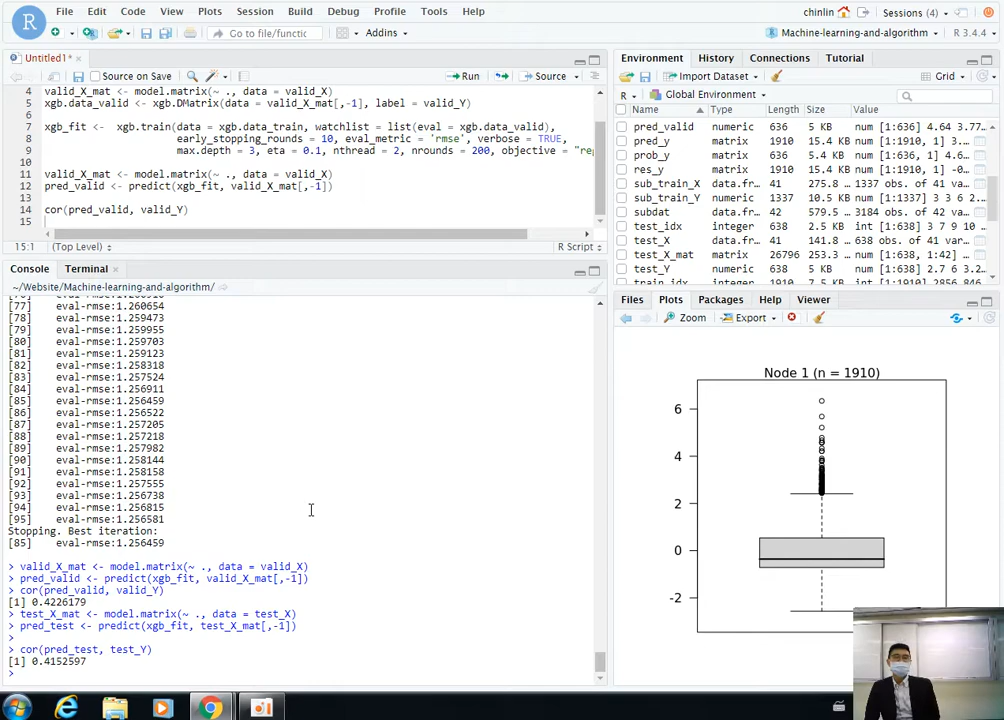 File Edit Code View Plots Session Build Debug Profile Tools Help
chinlin Sessions (4)
R Go to file/functic Addins Machine-learning-and-algorithm R 3.4.4
Untitled1*
Source on Save Run Source
4 valid_X_mat <- model.matrix(~ ., data = valid_X)
5 xgb.data_valid <- xgb.DMatrix(data = valid_X_mat[,-1], label = valid_Y)
6
7 xgb_fit <- xgb.train(data = xgb.data_train, watchlist = list(eval = xgb.data_valid),
8 early_stopping_rounds = 10, eval_metric = 'rmse', verbose = TRUE,
9 max.depth = 3, eta = 0.1, nthread = 2, nrounds = 200, objective = "re
10
11 valid_X_mat <- model.matrix(~ ., data = valid_X)
12 pred_valid <- predict(xgb_fit, valid_X_mat[,-1])
13
14 cor(pred_valid, valid_Y)
15
15:1 (Top Level) R Script
Console Terminal
~/Website/Machine-learning-and-algorithm/
[77] eval-rmse:1.260654
[78] eval-rmse:1.259473
[79] eval-rmse:1.259955
[80] eval-rmse:1.259703
[81] eval-rmse:1.259123
[82] eval-rmse:1.258318
[83] eval-rmse:1.257524
[84] eval-rmse:1.256911
[85] eval-rmse:1.256459
[86] eval-rmse:1.256522
[87] eval-rmse:1.257205
[88] eval-rmse:1.257218
[89] eval-rmse:1.257982
[90] eval-rmse:1.258144
[91] eval-rmse:1.258158
[92] eval-rmse:1.257555
[93] eval-rmse:1.256738
[94] eval-rmse:1.256815
[95] eval-rmse:1.256581
Stopping. Best iteration:
[85] eval-rmse:1.256459
> valid_X_mat <- model.matrix(~ ., data = valid_X)
> pred_valid <- predict(xgb_fit, valid_X_mat[,-1])
> cor(pred_valid, valid_Y)
[1] 0.4226179
> test_X_mat <- model.matrix(~ ., data = test_X)
> pred_test <- predict(xgb_fit, test_X_mat[,-1])
>
> cor(pred_test, test_Y)
[1] 0.4152597
>
Environment History Connections Tutorial
Import Dataset Grid
R Global Environment
Name Type Length Size Value
pred_valid numeric 636 5 KB num [1:636] 4.64 3.77…
pred_y matrix 1910 15.4 KB num [1:1910, 1] 3.…
prob_y matrix 636 5.4 KB num [1:636, 1] 4.6…
res_y matrix 1910 15.4 KB num [1:1910, 1] -0…
sub_train_X data.fr… 41 275.8 … 1337 obs. of 41 va…
sub_train_Y numeric 1337 10.5 KB num [1:1337] 3 3 6 2…
subdat data.fr… 42 579.5 … 3184 obs. of 42 var…
test_idx integer 638 2.5 KB int [1:638] 3 7 9 10 …
test_X data.fr… 41 141.8 … 638 obs. of 41 var…
test_X_mat matrix 26796 253.3 … num [1:638, 1:42] …
test_Y numeric 638 5 KB num [1:638] 2.7 6 3.2…
Files Plots Packages Help Viewer
Zoom Export
Node 1 (n = 1910)
6
4
2
0
-2